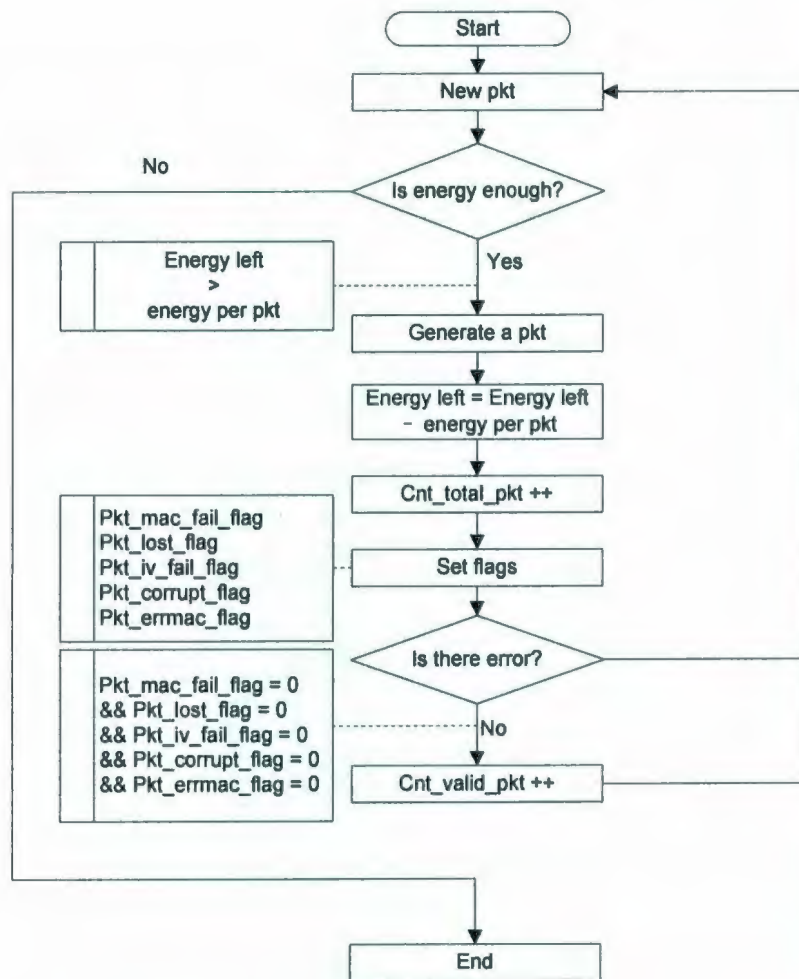 Start
New pkt
No
Is energy enough?
Yes
Energy left
>
energy per pkt
Generate a pkt
Energy left = Energy left
- energy per pkt
Cnt_total_pkt ++
Pkt_mac_fail_flag
Pkt_lost_flag
Pkt_iv_fail_flag
Pkt_corrupt_flag
Pkt_errmac_flag
Set flags
Is there error?
Pkt_mac_fail_flag = 0
&& Pkt_lost_flag = 0
&& Pkt_iv_fail_flag = 0
&& Pkt_corrupt_flag = 0
&& Pkt_errmac_flag = 0
No
Cnt_valid_pkt ++
End